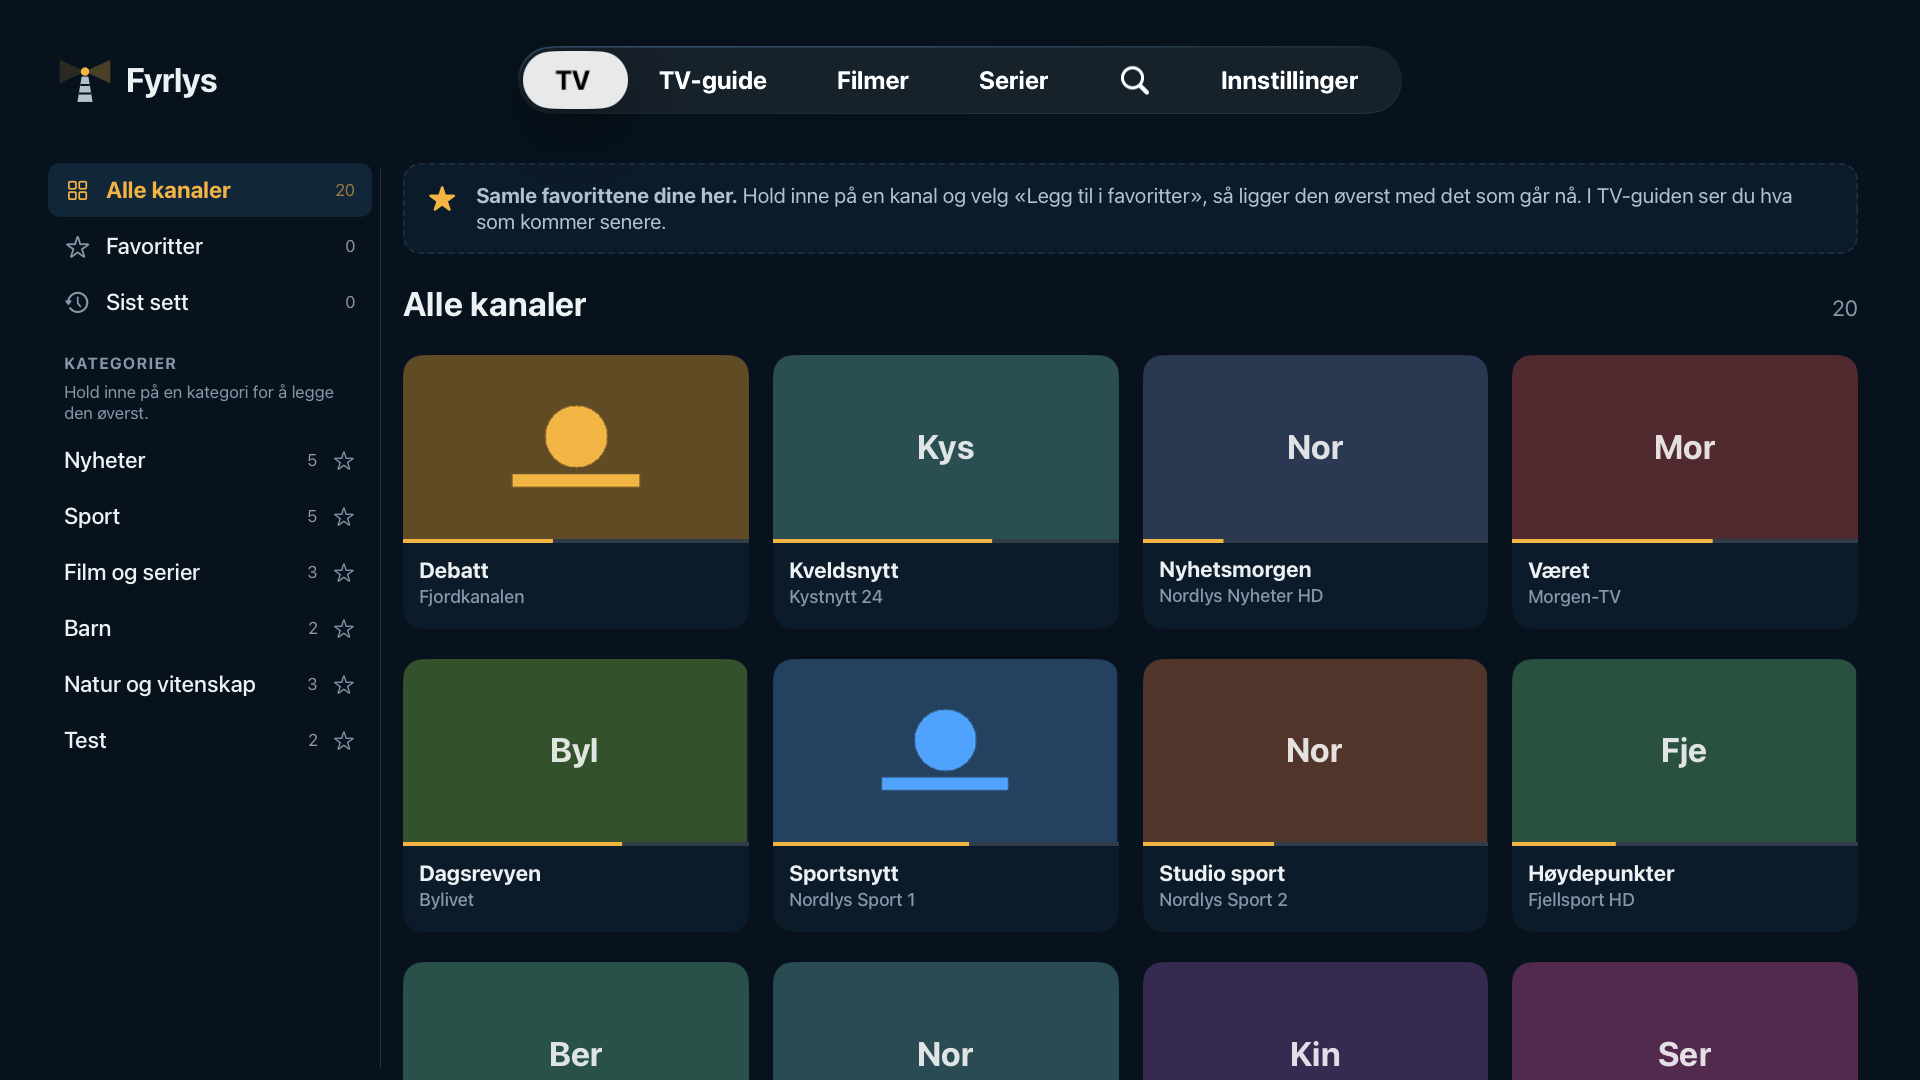 Fyrlys
TV
TV-guide
Filmer
Serier
Innstillinger
Alle kanaler 20
Favoritter 0
Sist sett 0
KATEGORIER
Hold inne på en kategori for å legge
den øverst.
Nyheter 5
Sport 5
Film og serier 3
Barn 2
Natur og vitenskap 3
Test 2
Samle favorittene dine her. Hold inne på en kanal og velg «Legg til i favoritter», så ligger den øverst med det som går nå. I TV-guiden ser du hva
som kommer senere.
Alle kanaler 20
Debatt
Fjordkanalen
Kys
Kveldsnytt
Kystnytt 24
Nor
Nyhetsmorgen
Nordlys Nyheter HD
Mor
Været
Morgen-TV
Byl
Dagsrevyen
Bylivet
Sportsnytt
Nordlys Sport 1
Nor
Studio sport
Nordlys Sport 2
Fje
Høydepunkter
Fjellsport HD
Ber
Nor
Kin
Ser